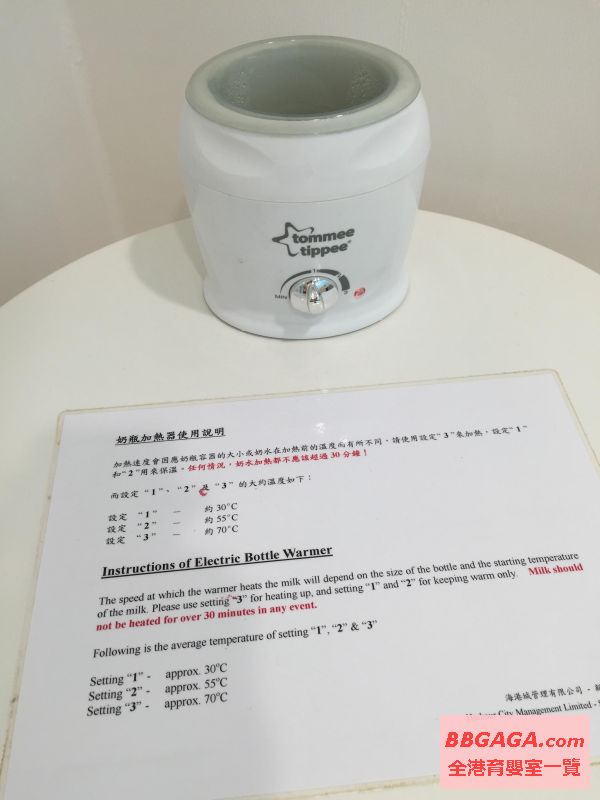 tommee
tippee®
MIN 1 3
奶瓶加熱器使用說明
加熱速度會因應奶瓶容器的大小或奶水在加熱前的溫度而有所不同，請使用設定“3”來加熱，設定“1”
和“2”用來保溫。任何情況，奶水加熱都不應該超過30分鐘！
而設定 “1”、 “2” 及 “3” 的大約溫度如下：
設定 “1” － 約 30°C
設定 “2” － 約 55°C
設定 “3” － 約 70°C
Instructions of Electric Bottle Warmer
The speed at which the warmer heats the milk will depend on the size of the bottle and the starting temperature
of the milk. Please use setting “3” for heating up, and setting “1” and “2” for keeping warm only. Milk should
not be heated for over 30 minutes in any event.
Following is the average temperature of setting “1”, “2” & “3”
Setting “1” - approx. 30°C
Setting “2” - approx. 55°C
Setting “3” - approx. 70°C
海港城管理有限公司 -
City Management Limited -
BBGAGA.com
全港育嬰室一覽